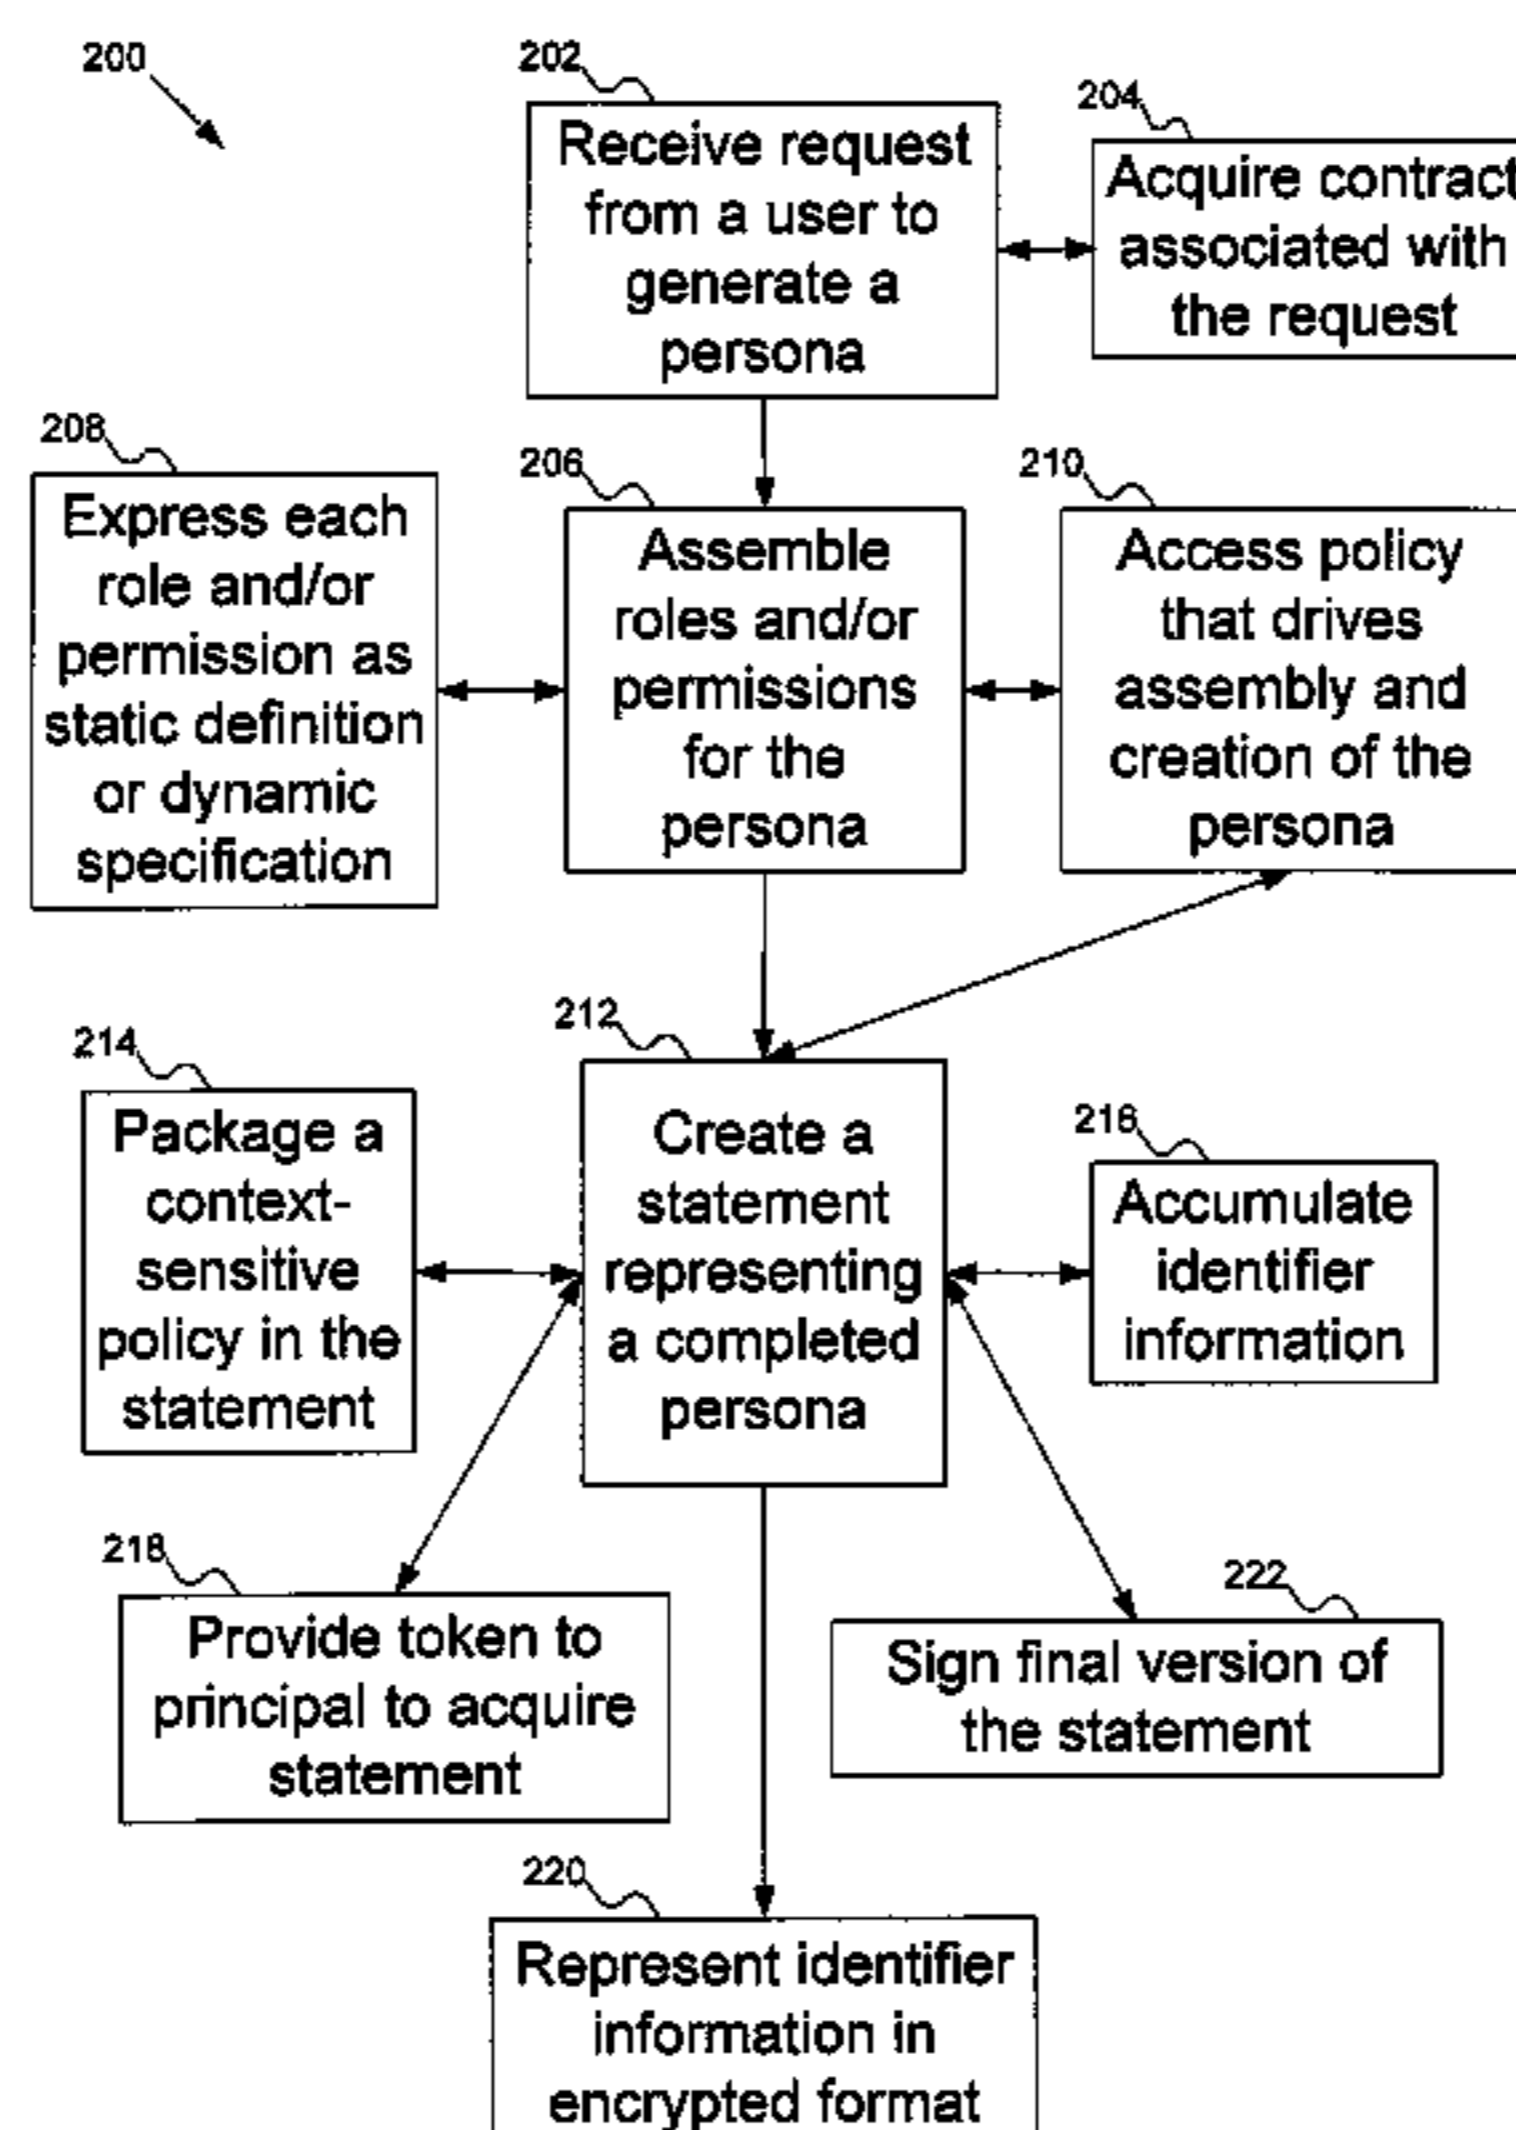 200
202
Receive request
from a user to
generate a
persona
204
Acquire contract
associated with
the request
208
Express each
role and/or
permission as
static definition
or dynamic
specification
206
Assemble
roles and/or
permissions
for the
persona
210
Access policy
that drives
assembly and
creation of the
persona
212
Create a
statement
representing
a completed
persona
214
Package a
context-
sensitive
policy in the
statement
216
Accumulate
identifier
information
218
Provide token to
principal to acquire
statement
222
Sign final version of
the statement
220
Represent identifier
information in
encrypted format